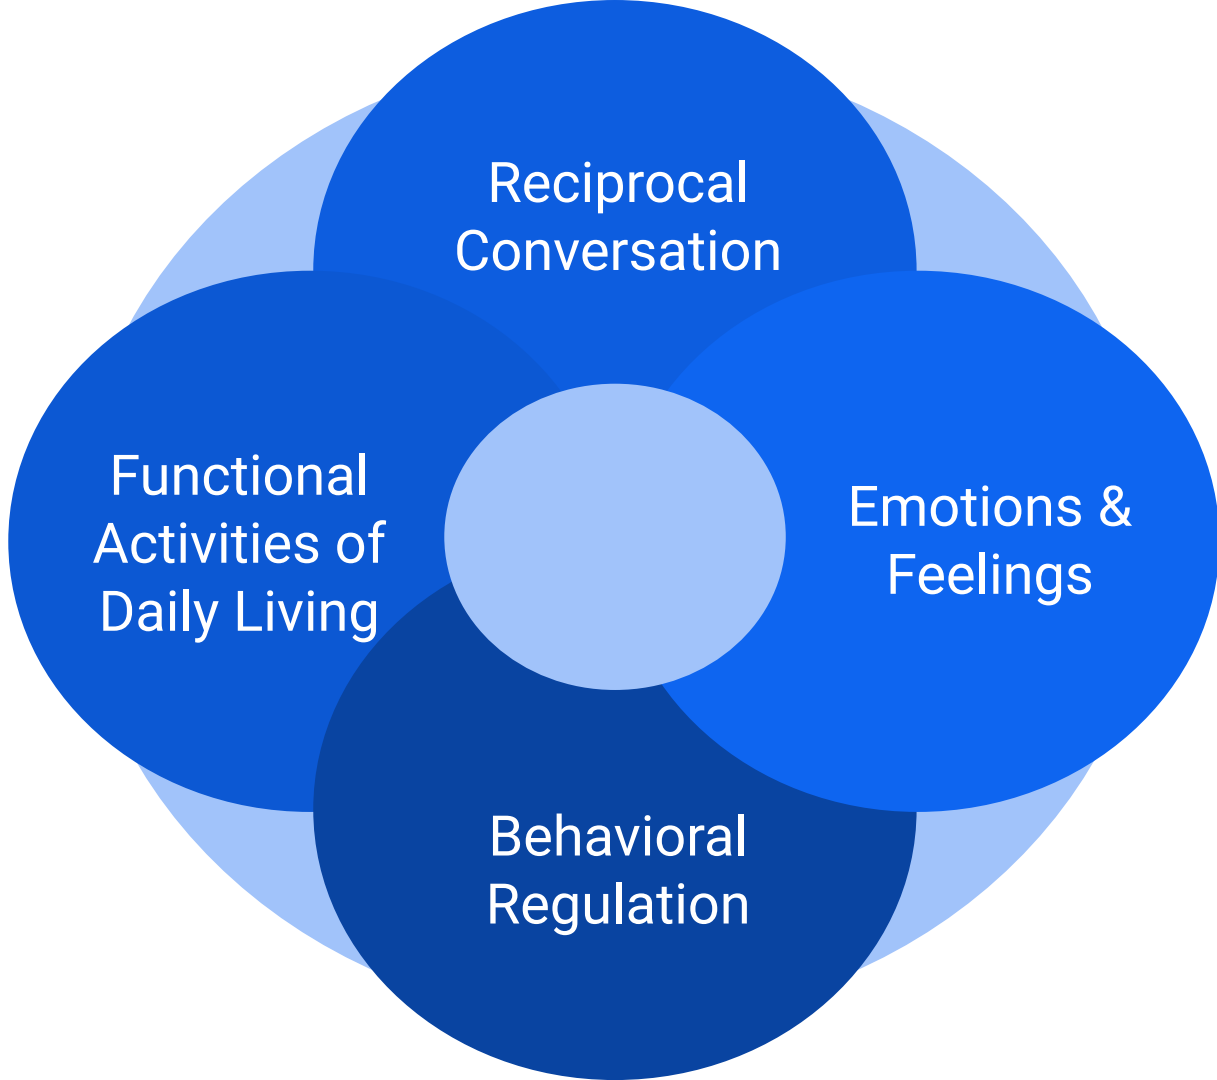 Reciprocal
Conversation
Functional
Activities of
Daily Living
Emotions &
Feelings
Behavioral
Regulation